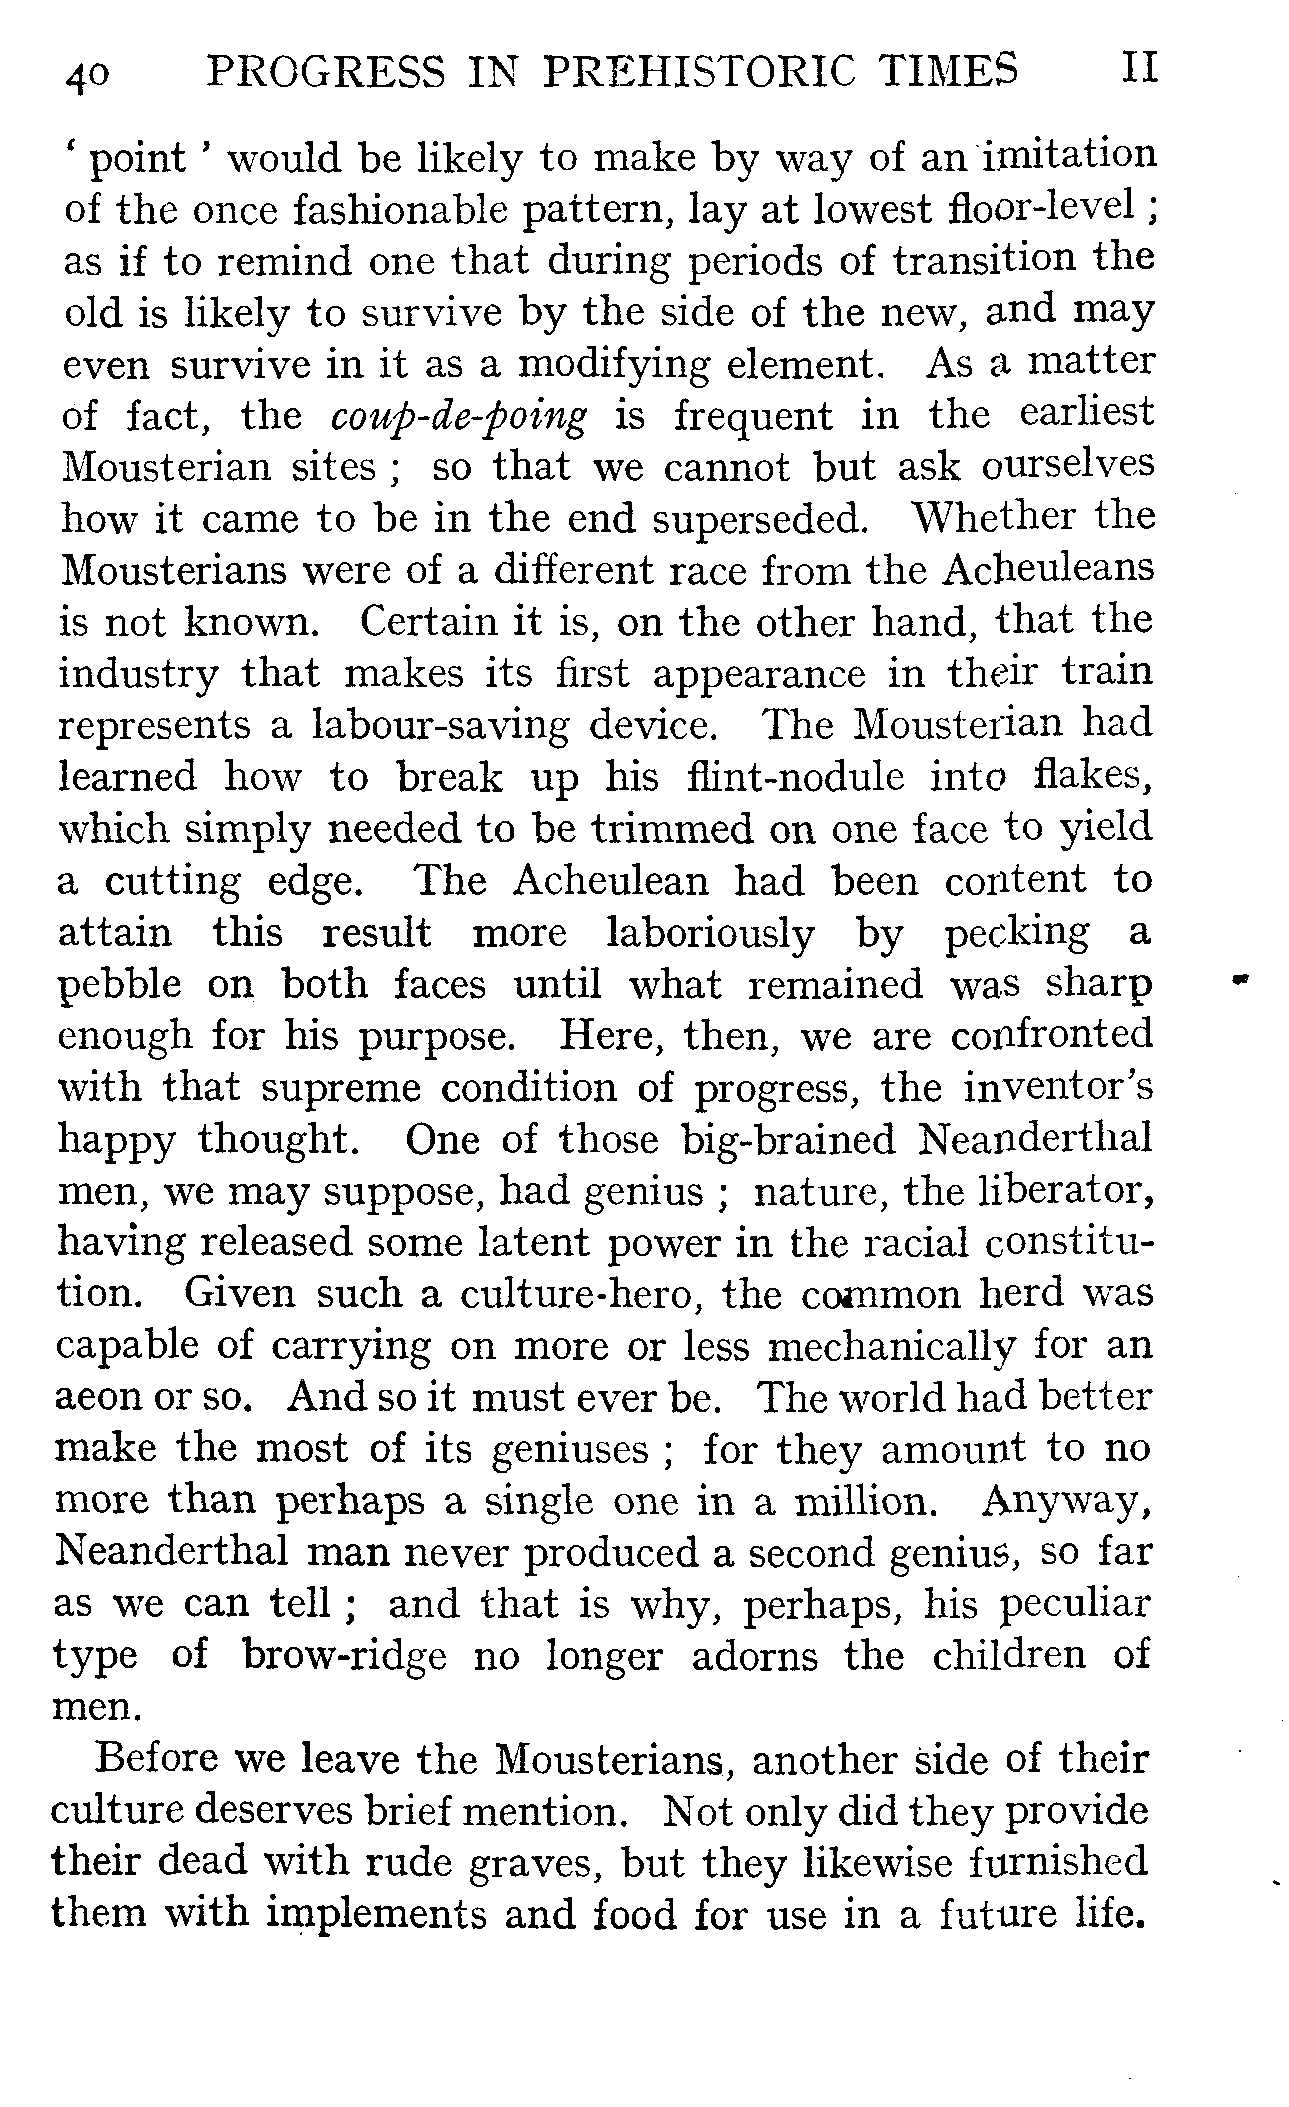 40 PROGRESS IN PREHISTORIC TIMES II
‘ point ’ would be likely to make by way of an imitation
of the once fashionable pattern, lay at lowest floor-level ;
as if to remind one that during periods of transition the
old is likely to survive by the side of the new, and may
even survive in it as a modifying element. As a matter
of fact, the coup-de-poing is frequent in the earliest
Mousterian sites ; so that we cannot but ask ourselves
how it came to be in the end superseded. Whether the
Mousterians were of a different race from the Acheuleans
is not known. Certain it is, on the other hand, that the
industry that makes its first appearance in their train
represents a labour-saving device. The Mousterian had
learned how to break up his flint-nodule into flakes,
which simply needed to be trimmed on one face to yield
a cutting edge. The Acheulean had been content to
attain this result more laboriously by pecking a
pebble on both faces until what remained was sharp
enough for his purpose. Here, then, we are confronted
with that supreme condition of progress, the inventor’s
happy thought. One of those big-brained Neanderthal
men, we may suppose, had genius ; nature, the liberator,
having released some latent power in the racial constitu-
tion. Given such a culture-hero, the common herd was
capable of carrying on more or less mechanically for an
aeon or so. And so it must ever be. The world had better
make the most of its geniuses ; for they amount to no
more than perhaps a single one in a million. Anyway,
Neanderthal man never produced a second genius, so far
as we can tell ; and that is why, perhaps, his peculiar
type of brow-ridge no longer adorns the children of
men.
Before we leave the Mousterians, another side of their
culture deserves brief mention. Not only did they provide
their dead with rude graves, but they likewise furnished
them with implements and food for use in a future life.